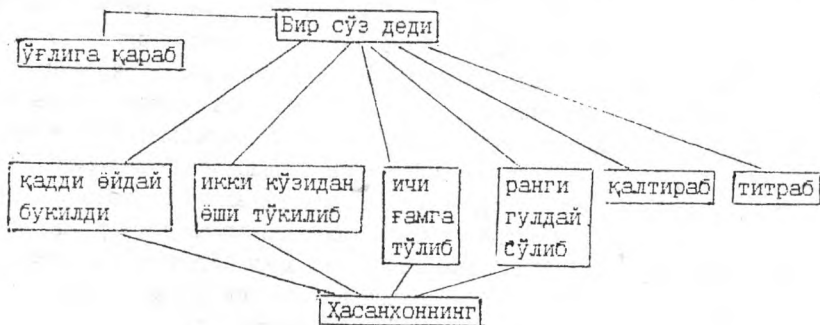 Бир сўз деди
ўғлига қараб
қадди ёйдай
букилди
икки кўзидан
ёши тўкилиб
ичи
ғамга
тўлиб
ранги
гулдай
сўлиб
қалтираб
титраб
Ҳасанхоннинг